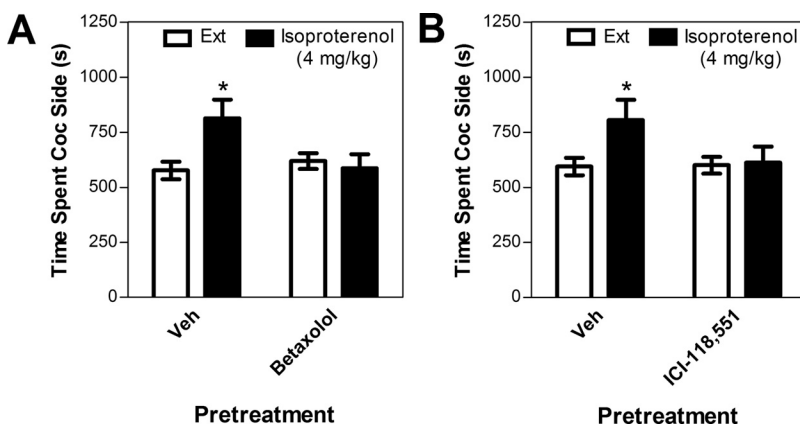 A
Time Spent Coc Side (s)
1250
1000
750
500
250
0
Ext
Isoproterenol
(4 mg/kg)
*
Veh
Betaxolol
Pretreatment
B
Time Spent Coc Side (s)
1250
1000
750
500
250
0
Ext
Isoproterenol
(4 mg/kg)
*
Veh
ICI-118,551
Pretreatment